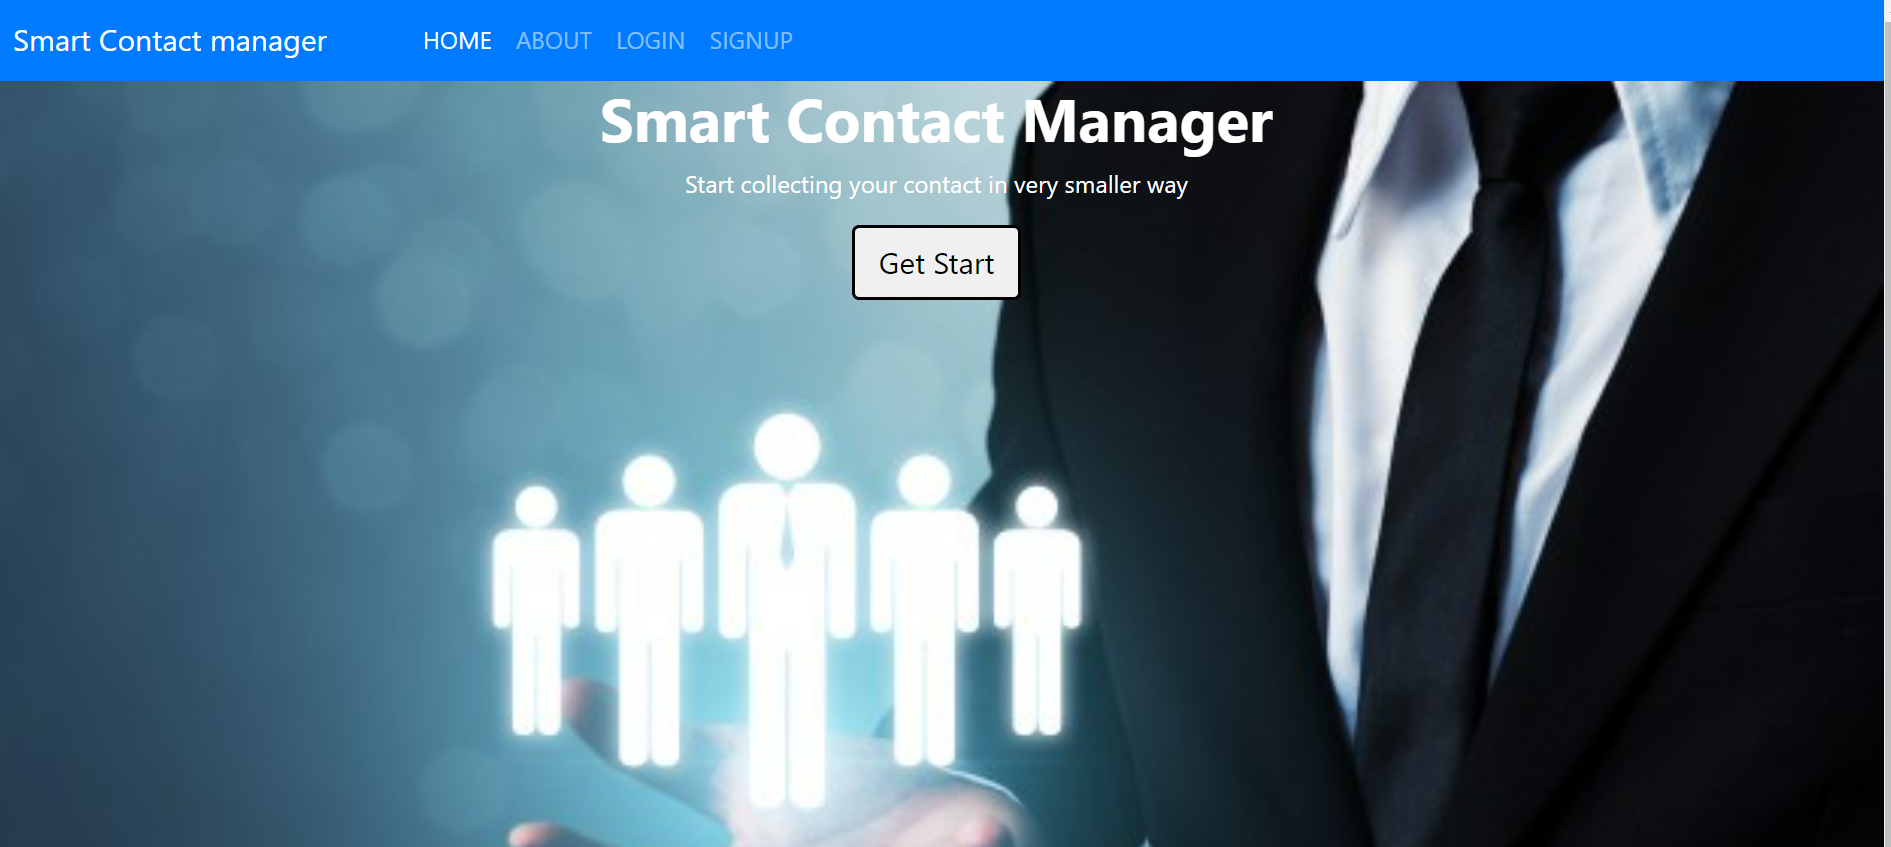 Smart Contact manager HOME ABOUT LOGIN SIGNUP
Smart Contact Manager
Start collecting your contact in very smaller way
Get Start